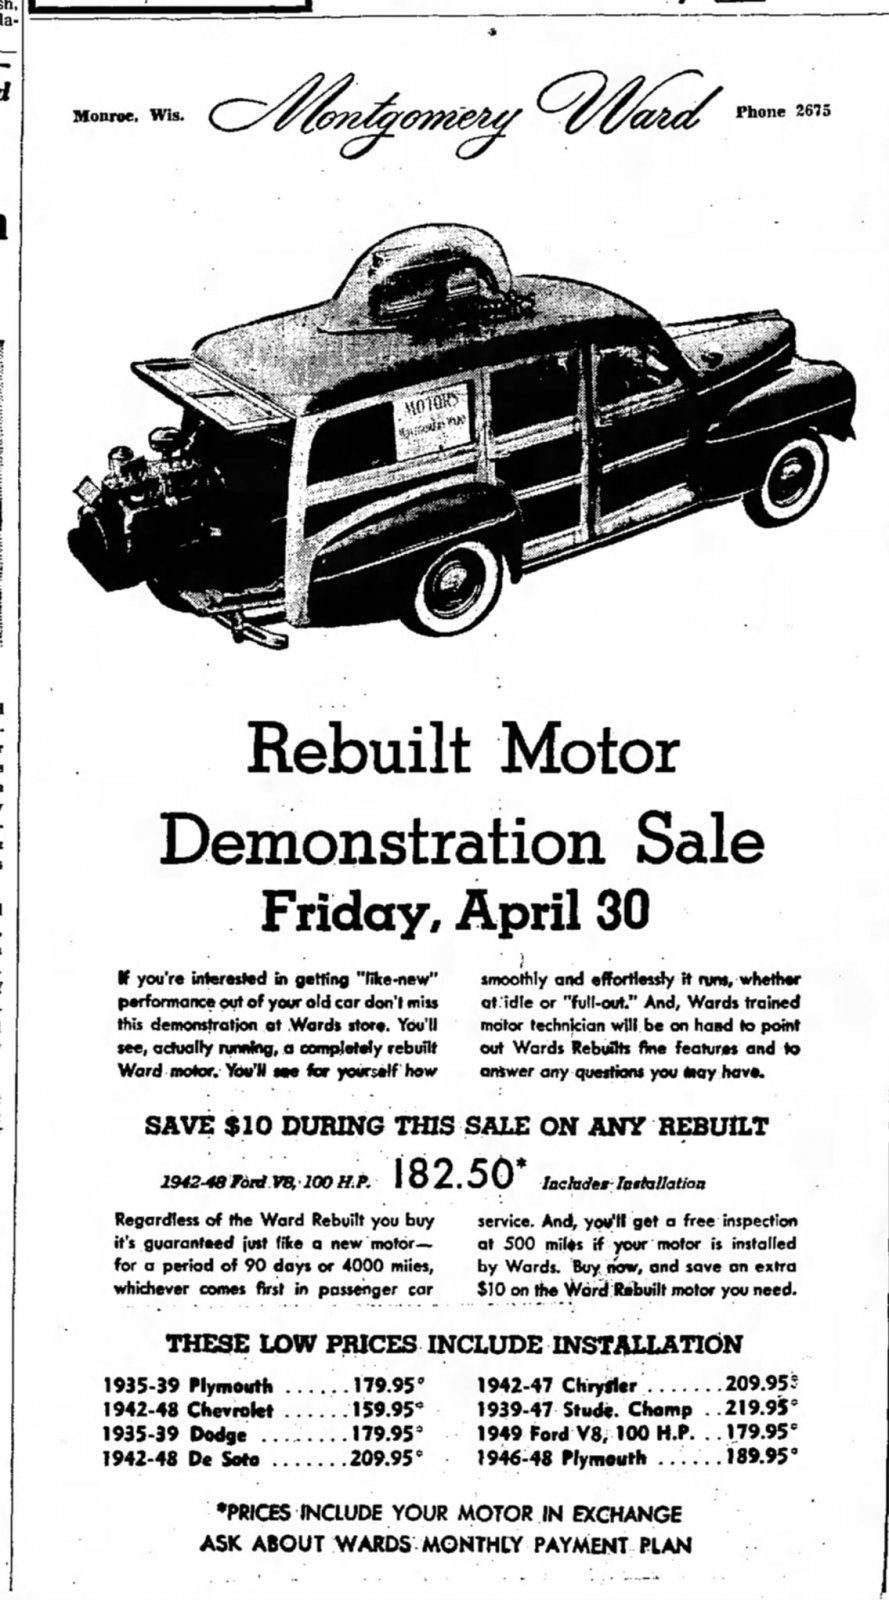 Monroe, Wis. Montgomery Ward Phone 2675
MOTORS
Rebuilt Motor
Demonstration Sale
Friday, April 30
If you're interested in getting "like-new"
performance out of your old car don't miss
this demonstration at Wards store. You'll
see, actually running, a completely rebuilt
Ward motor. You'll see for yourself how
smoothly and effortlessly it runs, whether
at idle or "full-out." And, Wards trained
motor technician will be on hand to point
out Wards Rebuilts fine features and to
answer any questions you may have.
SAVE $10 DURING THIS SALE ON ANY REBUILT
1942-48 Ford V8, 100 H.P. 182.50* Includes Installation
Regardless of the Ward Rebuilt you buy
it's guaranteed just like a new motor—
for a period of 90 days or 4000 miles,
whichever comes first in passenger car
service. And, you'll get a free inspection
at 500 miles if your motor is installed
by Wards. Buy now, and save an extra
$10 on the Ward Rebuilt motor you need.
THESE LOW PRICES INCLUDE INSTALLATION
1935-39 Plymouth ......179.95*
1942-48 Chevrolet ......159.95*
1935-39 Dodge ........179.95*
1942-48 De Soto .......209.95*
1942-47 Chrysler .......209.95*
1939-47 Stude. Champ ..219.95*
1949 Ford V8, 100 H.P. ...179.95*
1946-48 Plymouth ......189.95*
*PRICES INCLUDE YOUR MOTOR IN EXCHANGE
ASK ABOUT WARDS MONTHLY PAYMENT PLAN